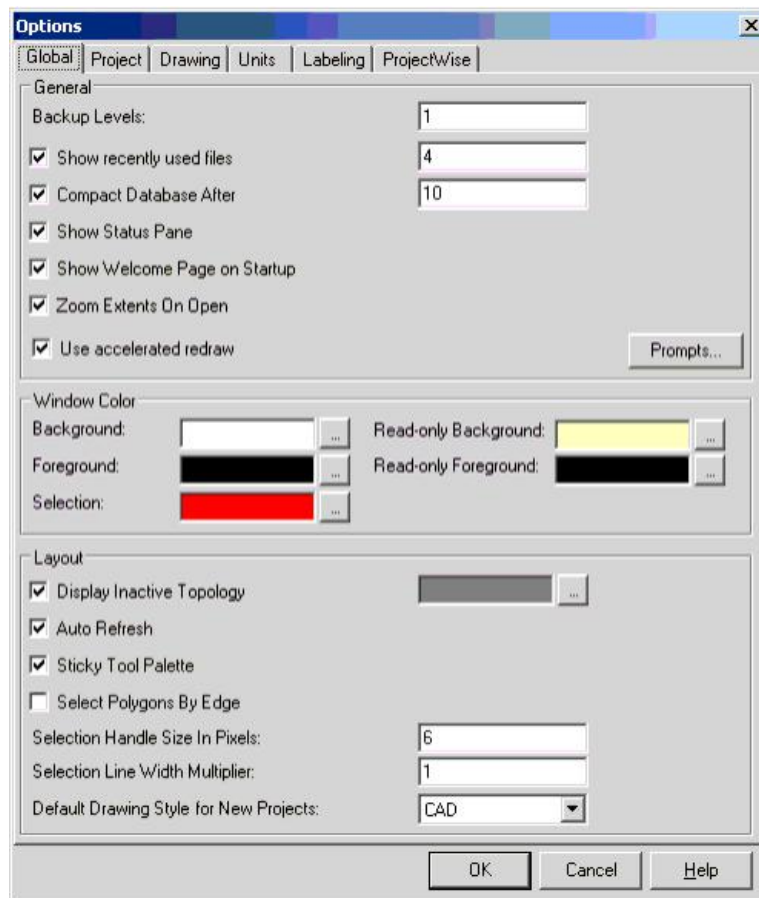 Options
Global Project Drawing Units Labeling ProjectWise
General
Backup Levels: 1
Show recently used files 4
Compact Database After 10
Show Status Pane
Show Welcome Page on Startup
Zoom Extents On Open
Use accelerated redraw Prompts...
Window Color
Background: ... Read-only Background: ...
Foreground: ... Read-only Foreground: ...
Selection: ...
Layout
Display Inactive Topology ...
Auto Refresh
Sticky Tool Palette
Select Polygons By Edge
Selection Handle Size In Pixels: 6
Selection Line Width Multiplier: 1
Default Drawing Style for New Projects: CAD
OK Cancel Help